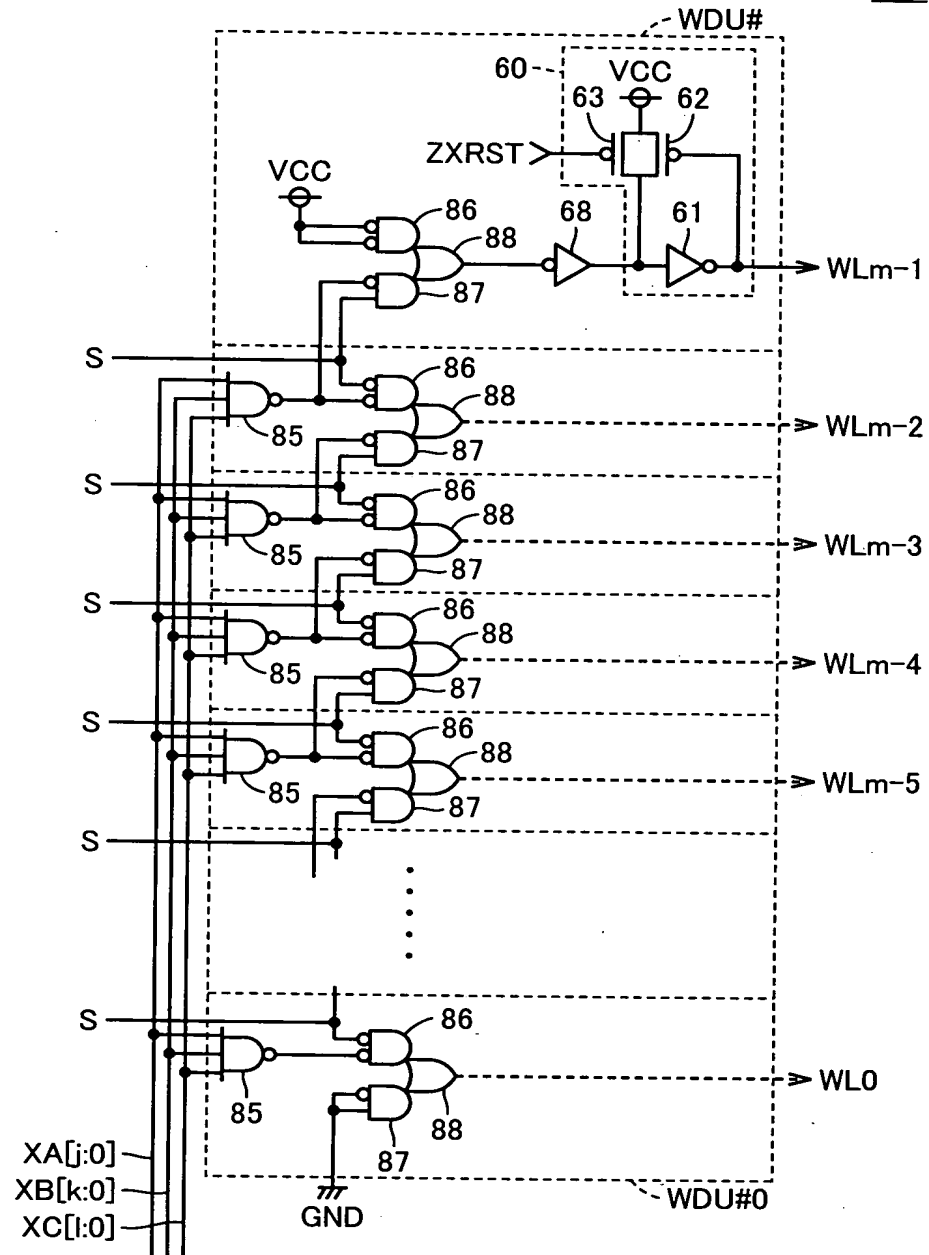 WDU#
60
VCC
63
62
ZXRST
VCC
86
88
68
61
87
WLm-1
S
86
88
85
87
WLm-2
S
86
88
85
87
WLm-3
S
86
88
85
87
WLm-4
S
86
88
85
87
WLm-5
S
S
86
85
88
87
WL0
XA[j:0]
XB[k:0]
XC[l:0]
GND
WDU#0